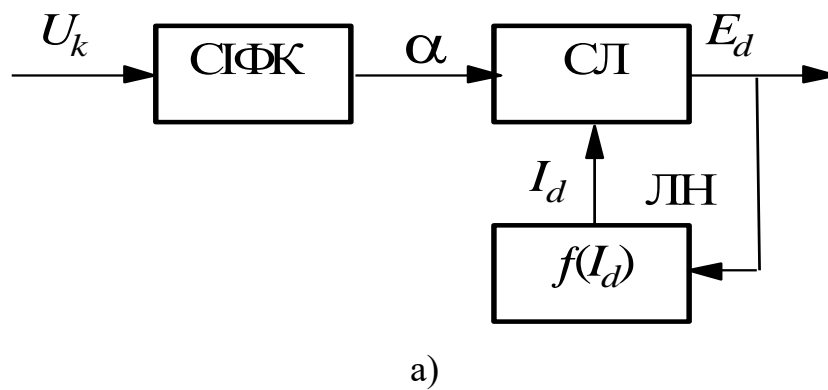 U_k СІФК α СЛ E_d
I_d ЛН
f(I_d)
а)